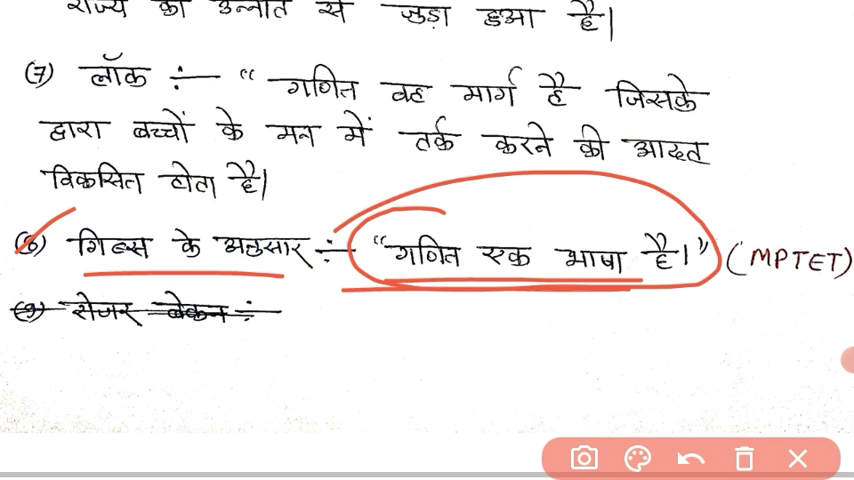 राज्य की उन्नति से जुड़ा हुआ है।
(7) लॉक :— "गणित वह मार्ग है जिसके
द्वारा बच्चों के मन में तर्क करने की आदत
विकसित होता है।
(8) गिब्स के अनुसार :— "गणित एक भाषा है।" (MPTET)
(9) रोजर बेकन :—